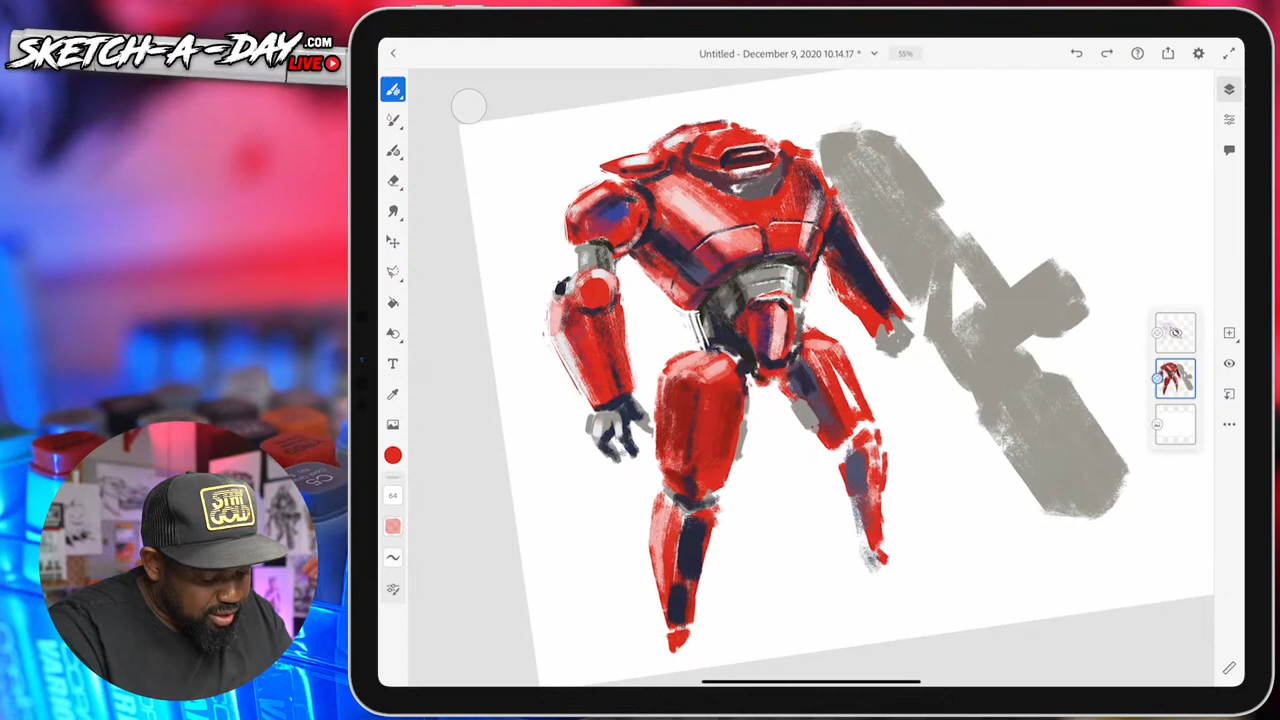 SKETCH-A-DAY.COM
LIVE
Untitled - December 9, 2020 10.14.17 *
55%
T
64
STAY
GOLD